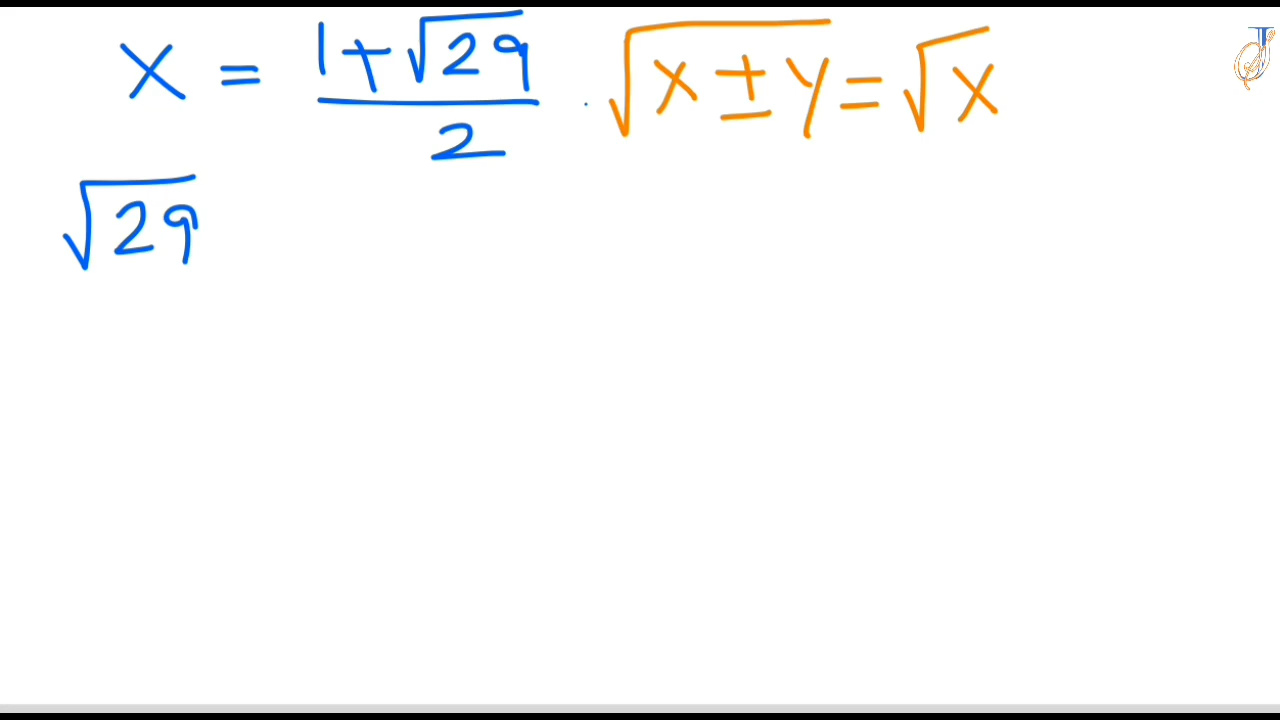 x = (1+√29)/2 . √(x ± y) = √x
√29